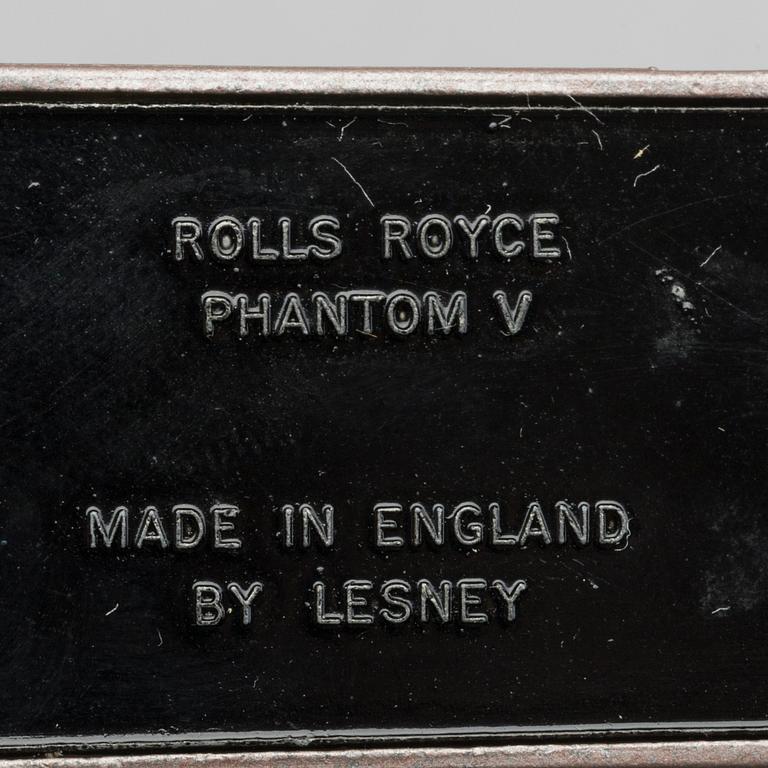 ROLLS ROYCE
PHANTOM V
MADE IN ENGLAND
BY LESNEY